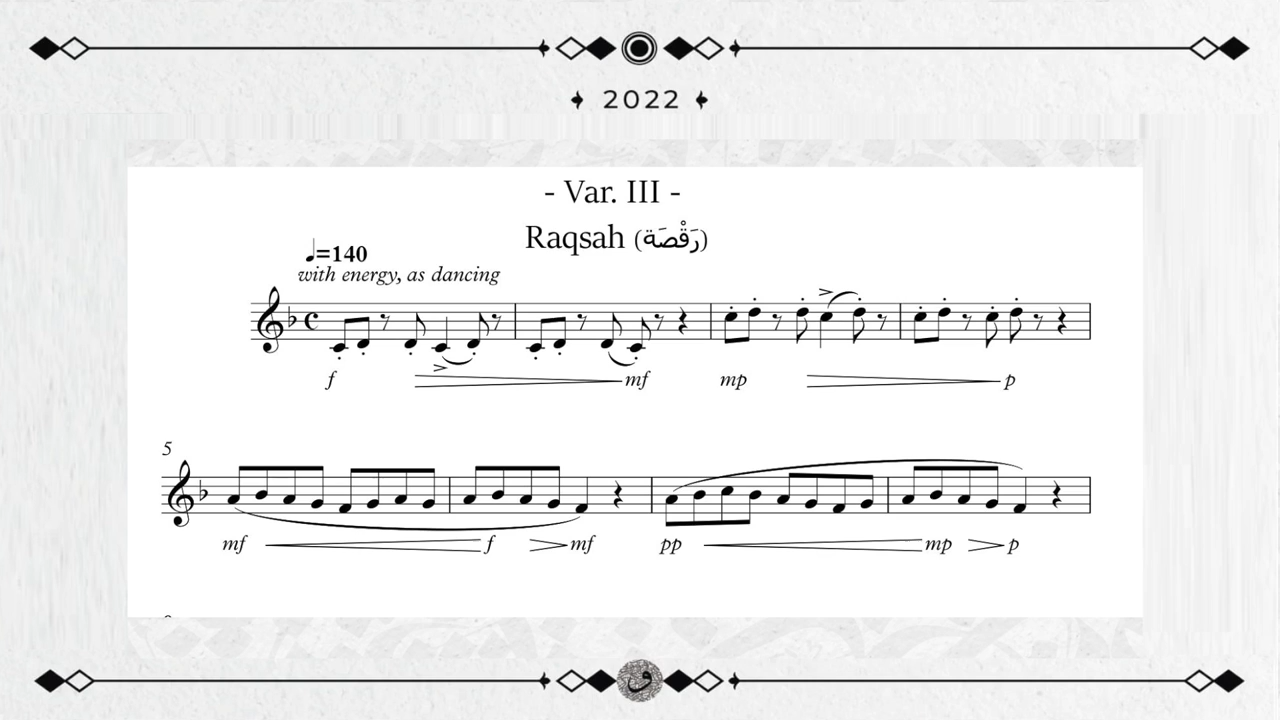 2022
- Var. III -
Raqsah (رَقْصَة)
♩=140
with energy, as dancing
f mf mp p
5
mf f mf pp mp p
و